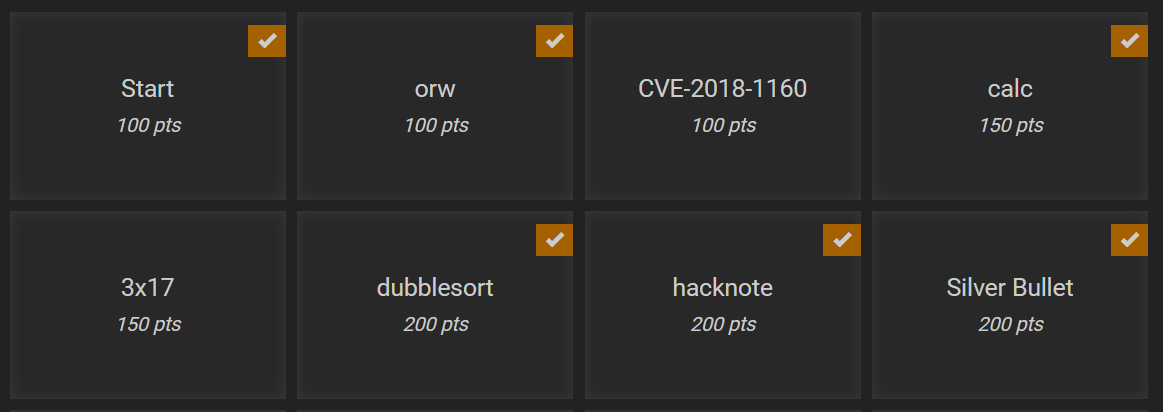 Start
100 pts
orw
100 pts
CVE-2018-1160
100 pts
calc
150 pts
3x17
150 pts
dubblesort
200 pts
hacknote
200 pts
Silver Bullet
200 pts